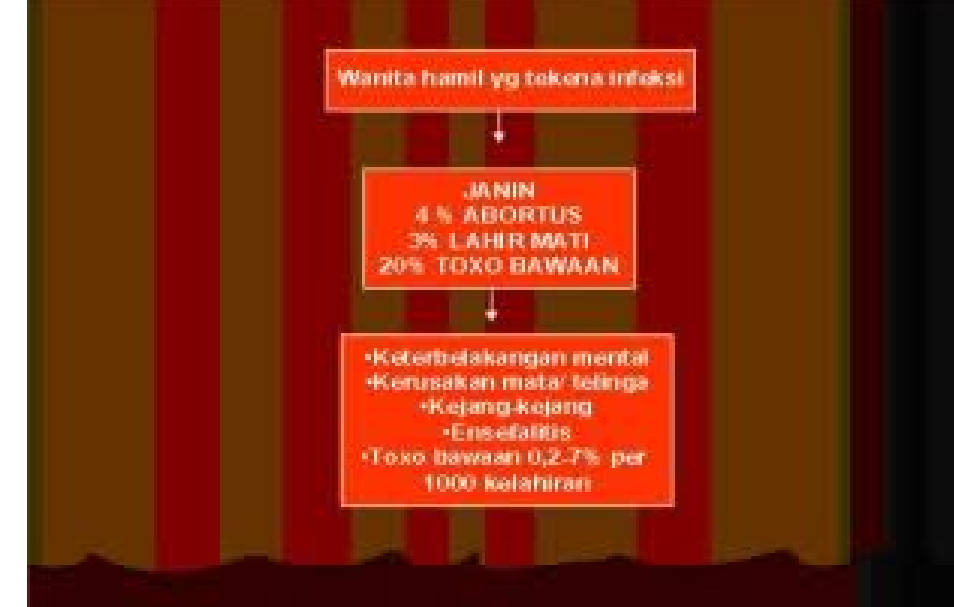 Wanita hamil yg tekena infeksi
JANIN
4 % ABORTUS
3% LAHIR MATI
20% TOXO BAWAAN
•Keterbelakangan mental
•Kerusakan mata/ telinga
•Kejang-kejang
•Ensefalitis
•Toxo bawaan 0,2-7% per
1000 kelahiran